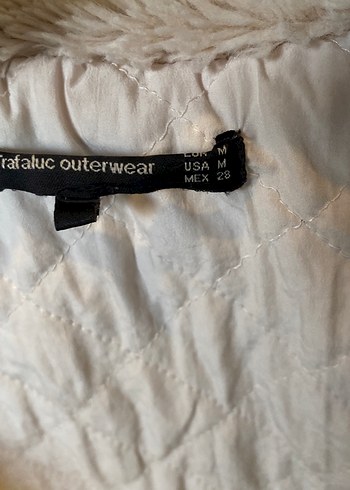 Trafaluc outerwear
EUR M
USA M
MEX 28